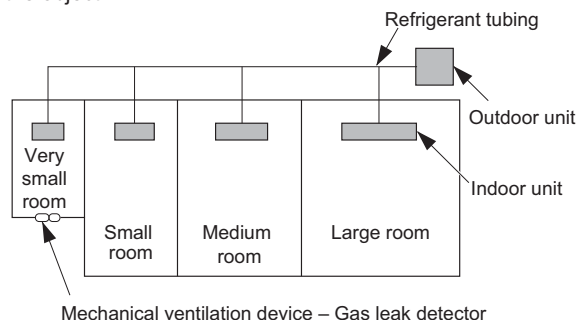 Refrigerant tubing
Outdoor unit
Indoor unit
Very
small
room
Small
room
Medium
room
Large room
Mechanical ventilation device – Gas leak detector